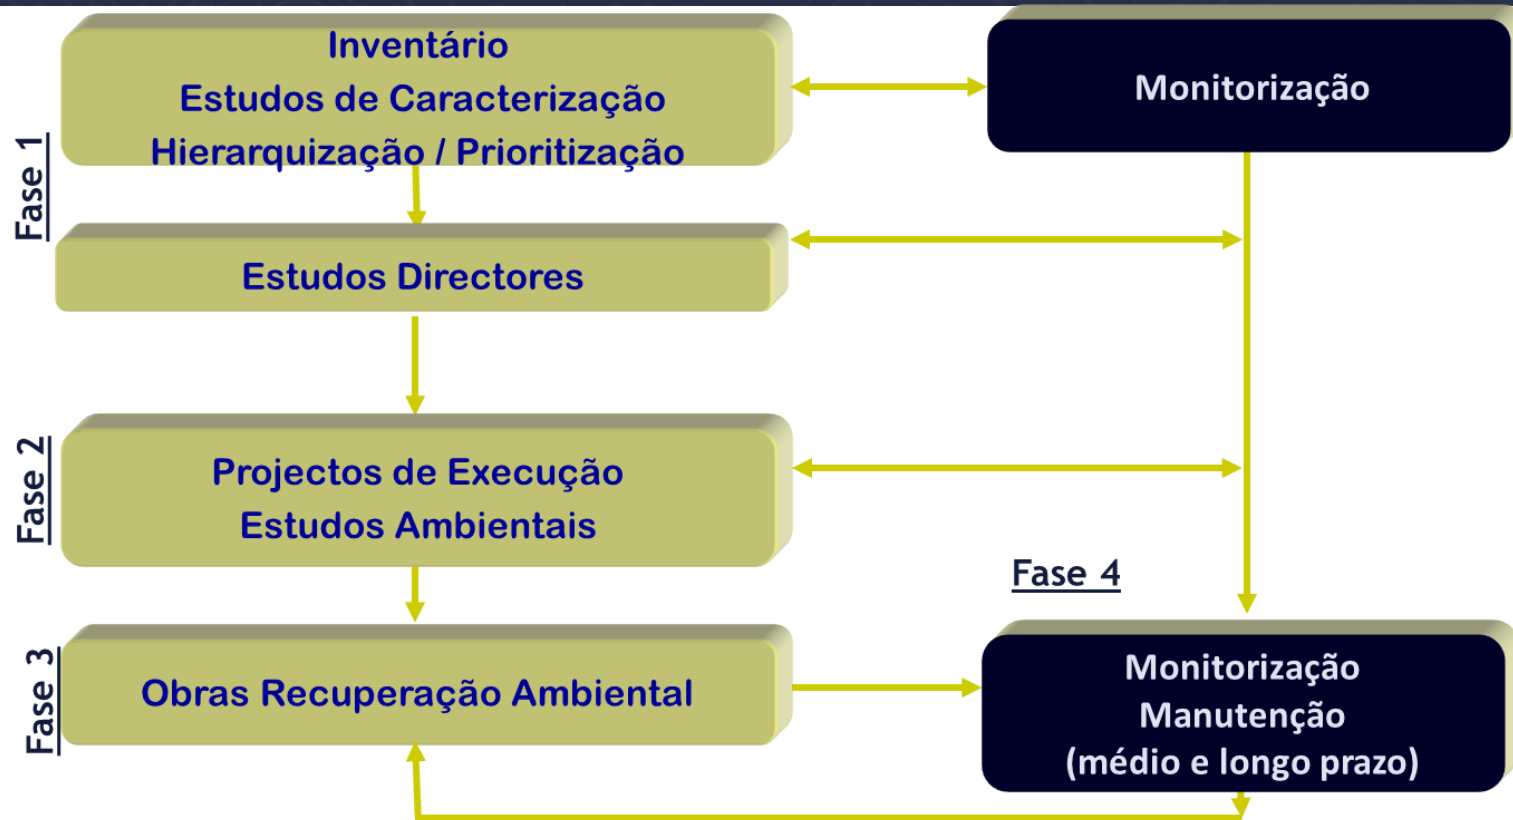 Inventário
Estudos de Caracterização
Hierarquização / Prioritização
Monitorização
Fase 1
Estudos Directores
Fase 2
Projectos de Execução
Estudos Ambientais
Fase 4
Fase 3
Obras Recuperação Ambiental
Monitorização
Manutenção
(médio e longo prazo)